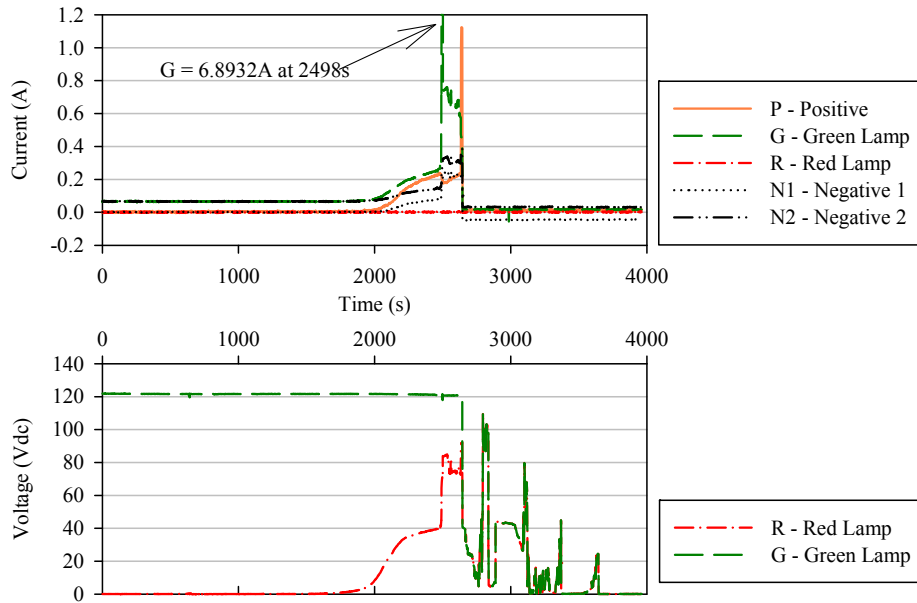 1.2
1.0
0.8
0.6
0.4
0.2
0.0
-0.2
Current (A)
G = 6.8932A at 2498s
0 1000 2000 3000 4000
Time (s)
P - Positive
G - Green Lamp
R - Red Lamp
N1 - Negative 1
N2 - Negative 2
0 1000 2000 3000 4000
140
120
100
80
60
40
20
0
Voltage (Vdc)
R - Red Lamp
G - Green Lamp